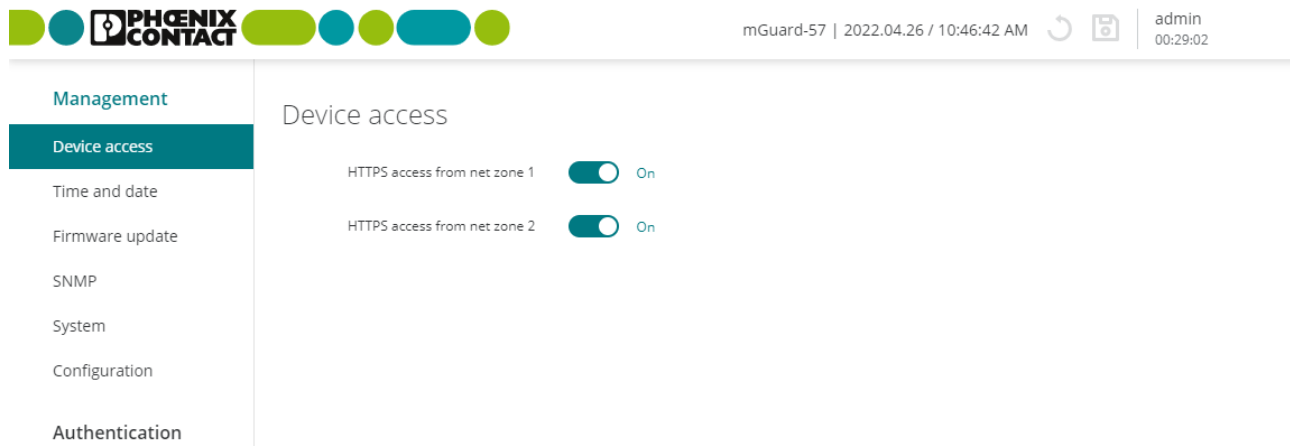 PHŒNIX
CONTACT
mGuard-57 | 2022.04.26 / 10:46:42 AM
admin
00:29:02
Management
Device access
Time and date
Firmware update
SNMP
System
Configuration
Authentication
Device access
HTTPS access from net zone 1 On
HTTPS access from net zone 2 On